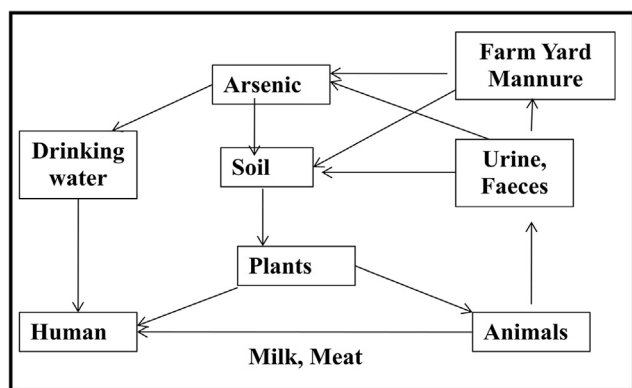 Farm Yard
Mannure
Arsenic
Drinking
water
Soil
Urine,
Faeces
Plants
Human
Animals
Milk, Meat